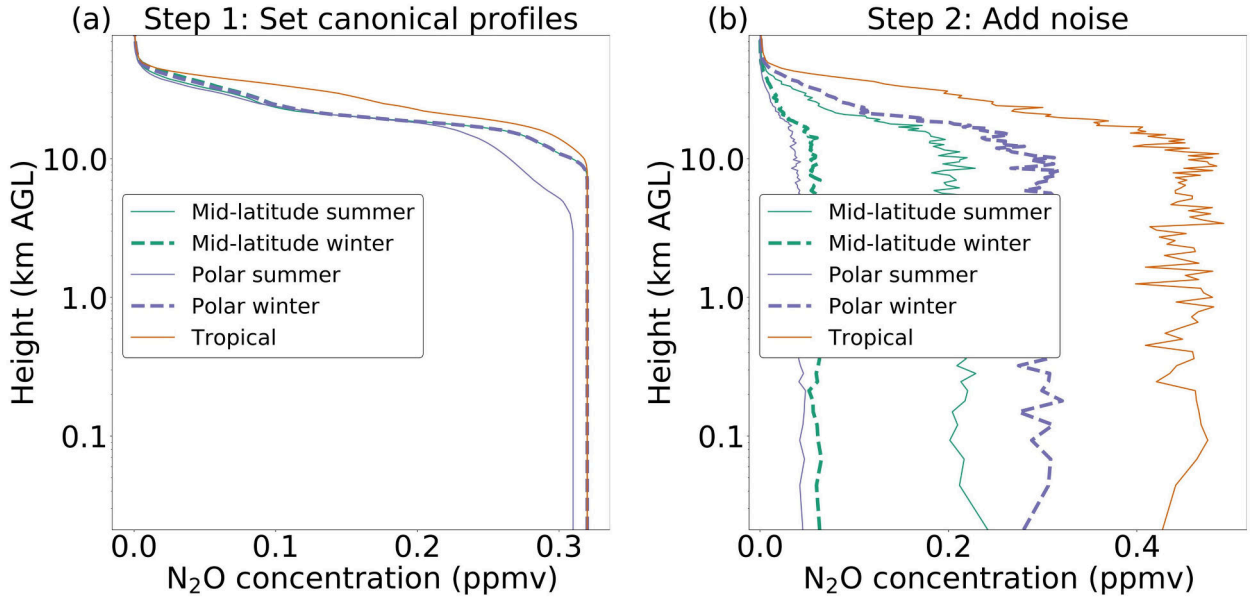 (a) Step 1: Set canonical profiles
Height (km AGL)
10.0
1.0
0.1
Mid-latitude summer
Mid-latitude winter
Polar summer
Polar winter
Tropical
0.0 0.1 0.2 0.3
N₂O concentration (ppmv)
(b) Step 2: Add noise
Height (km AGL)
10.0
1.0
0.1
Mid-latitude summer
Mid-latitude winter
Polar summer
Polar winter
Tropical
0.0 0.2 0.4
N₂O concentration (ppmv)